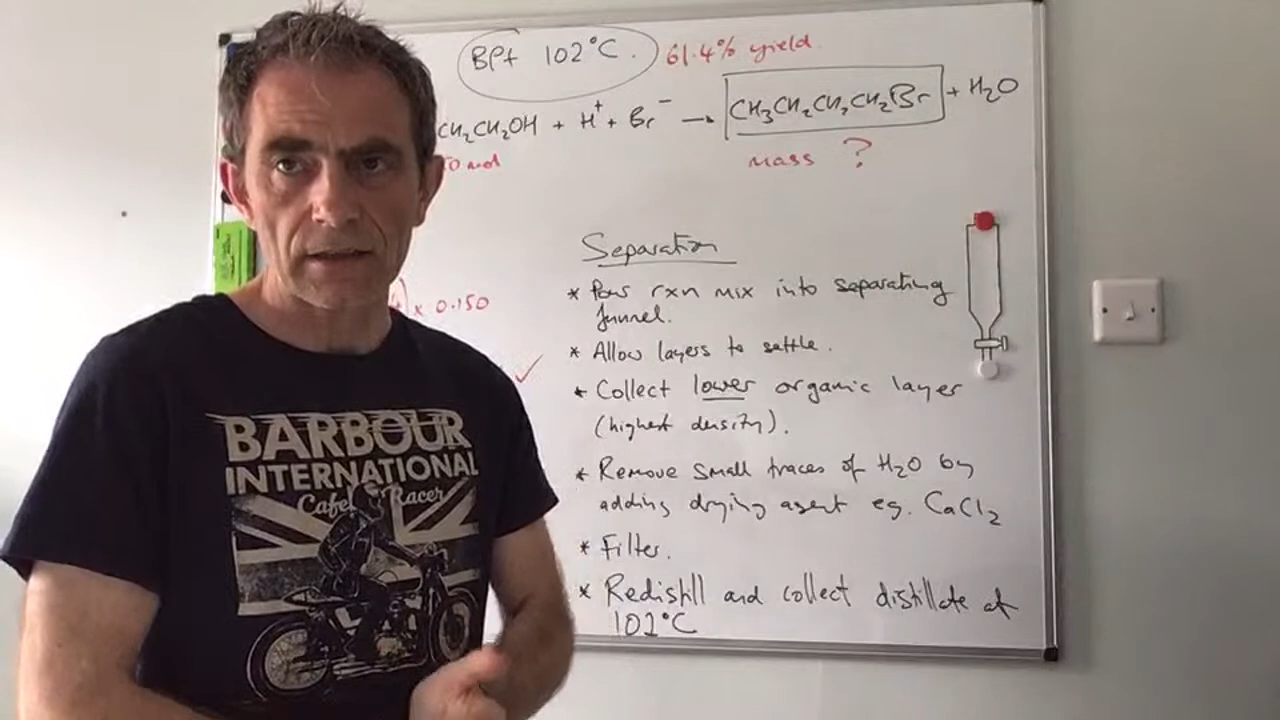 BPt 102°C. 61.4% yield.
CH₂CH₂OH + H⁺ + Br⁻ → CH₃CH₂CH₂CH₂Br + H₂O
mass ?
Separation
* Pour rxn mix into separating
funnel.
x 0.150
* Allow layers to settle.
* Collect lower organic layer
(highest density).
* Remove small traces of H₂O by
adding drying agent eg. CaCl₂
* Filter.
* Redistill and collect distillate at
102°C
BARBOUR
INTERNATIONAL
Cafe Racer